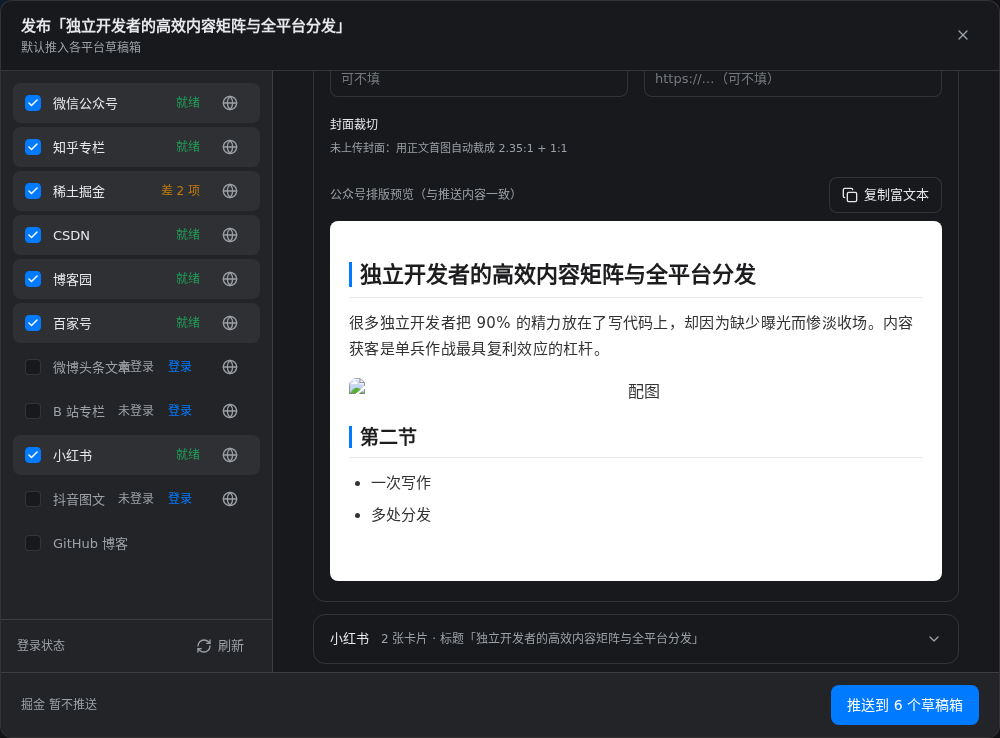 发布「独立开发者的高效内容矩阵与全平台分发」
默认推入各平台草稿箱
微信公众号 就绪
知乎专栏 就绪
稀土掘金 差 2 项
CSDN 就绪
博客园 就绪
百家号 就绪
微博头条文章 未登录 登录
B 站专栏 未登录 登录
小红书 就绪
抖音图文 未登录 登录
GitHub 博客
登录状态 刷新
可不填 https://...（可不填）
封面裁切
未上传封面：用正文首图自动裁成 2.35:1 + 1:1
公众号排版预览（与推送内容一致） 复制富文本
独立开发者的高效内容矩阵与全平台分发
很多独立开发者把 90% 的精力放在了写代码上，却因为缺少曝光而惨淡收场。内容
获客是单兵作战最具复利效应的杠杆。
配图
第二节
• 一次写作
• 多处分发
小红书 2 张卡片 · 标题「独立开发者的高效内容矩阵与全平台分发」
掘金 暂不推送 推送到 6 个草稿箱